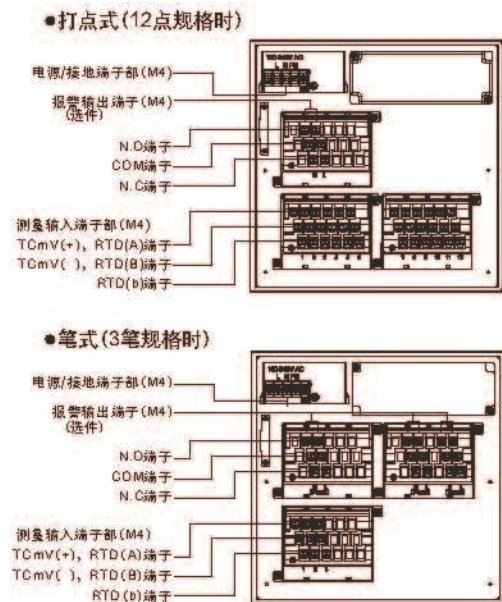 ●打点式(12点规格时)
电源/接地端子部(M4)
报警输出端子(M4)
(选件)
N.O端子
COM端子
N.C端子
测量输入端子部(M4)
TCmV(+)，RTD(A)端子
TCmV( )，RTD(B)端子
RTD(b)端子
●笔式(3笔规格时)
电源/接地端子部(M4)
报警输出端子(M4)
(选件)
N.O端子
COM端子
N.C端子
测量输入端子部(M4)
TCmV(+)，RTD(A)端子
TCmV( )，RTD(B)端子
RTD(b)端子